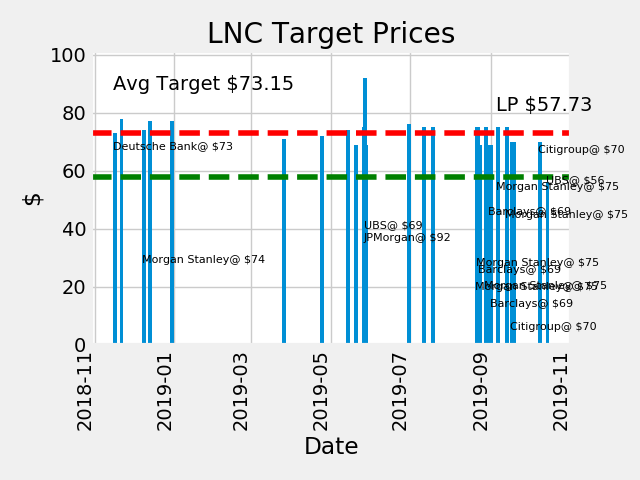 LNC Target Prices
100
Avg Target $73.15
LP $57.73
80
Deutsche Bank@ $73
Citigroup@ $70
60
UBS@ $56
Morgan Stanley@ $75
Barclays@ $69
Morgan Stanley@ $75
$
40
UBS@ $69
JPMorgan@ $92
Morgan Stanley@ $74
Morgan Stanley@ $75
Barclays@ $69
20
Morgan Stanley@ $75
Morgan Stanley@ $75
Barclays@ $69
Citigroup@ $70
0
2018-11
2019-01
2019-03
2019-05
2019-07
2019-09
2019-11
Date